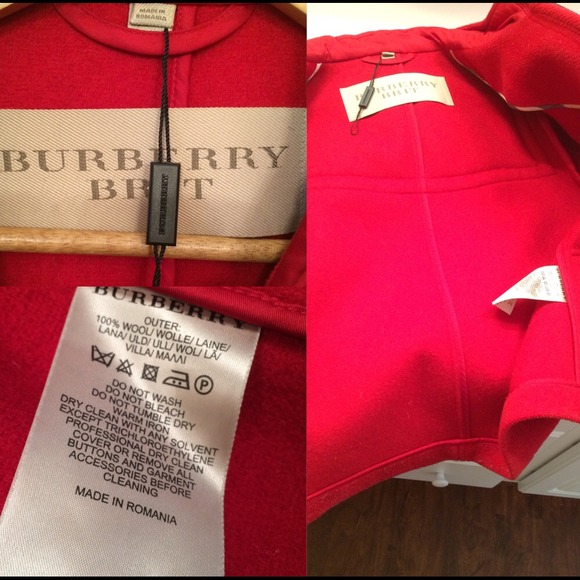 MADE IN
ROMANIA
BURBERRY
BRIT
BURBERRY
BURBERRY
BRIT
BURBERRY
OUTER:
100% WOOL/WOLLE/LAINE/
LANA/ULD/ULL/WOL/LÃ/
VILLA/ΜΑΛΛΙ
P
DO NOT WASH
DO NOT BLEACH
DO NOT TUMBLE DRY
WARM IRON
DRY CLEAN WITH ANY SOLVENT
EXCEPT TRICHLOROETHYLENE
PROFESSIONAL DRY CLEAN
COVER OR REMOVE ALL
BUTTONS AND GARMENT
ACCESSORIES BEFORE
CLEANING
MADE IN ROMANIA